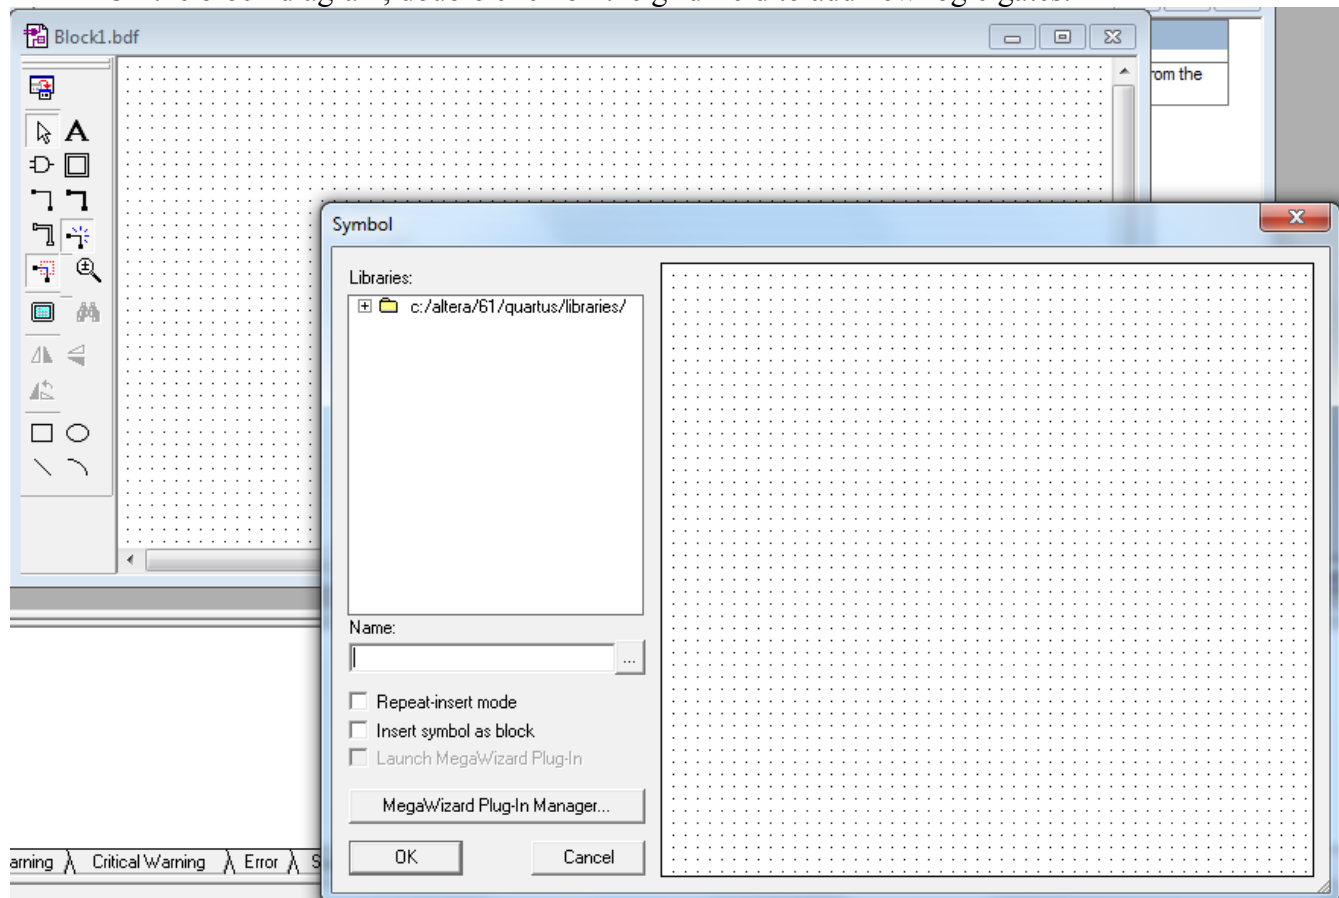 Block1.bdf
om the
A
Symbol
Libraries:
c:/altera/61/quartus/libraries/
Name:
...
Repeat-insert mode
Insert symbol as block
Launch MegaWizard Plug-In
MegaWizard Plug-In Manager...
OK
Cancel
arning
Critical Warning
Error
S